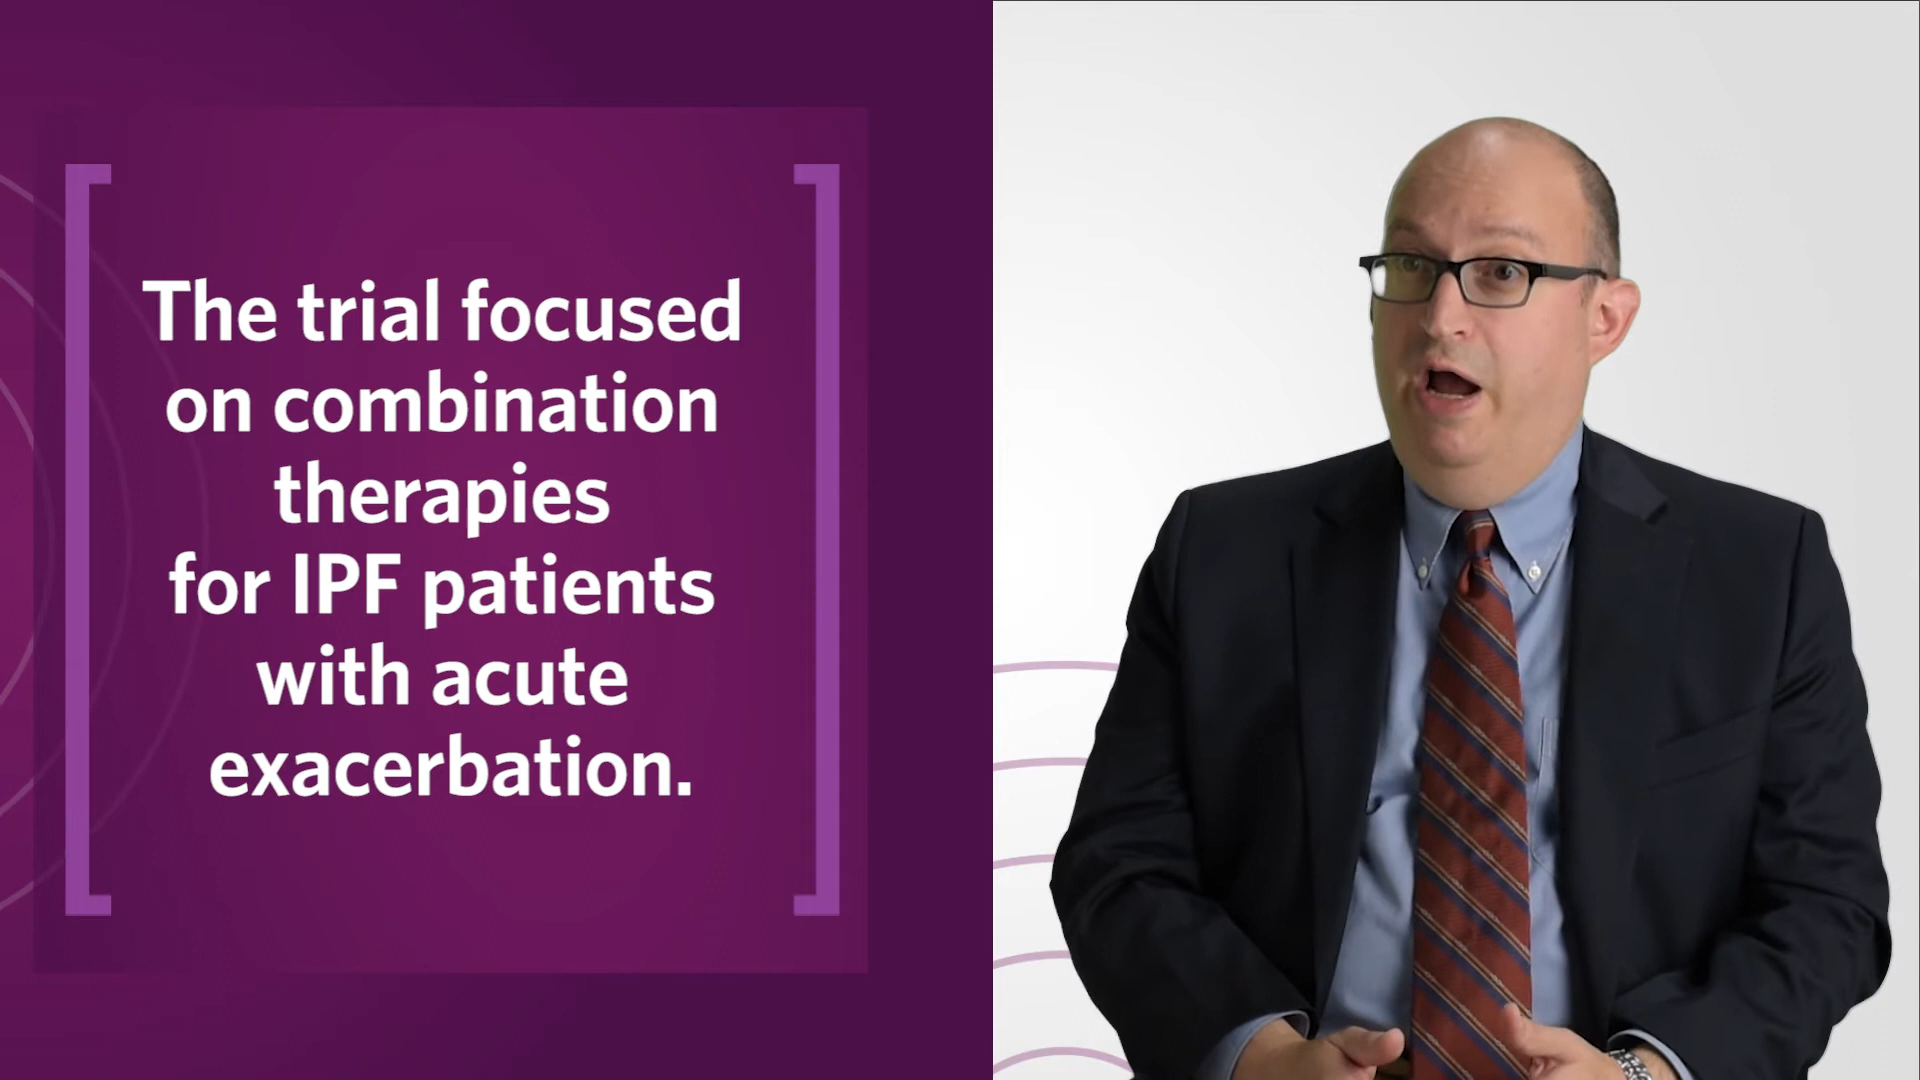 The trial focused
on combination
therapies
for IPF patients
with acute
exacerbation.